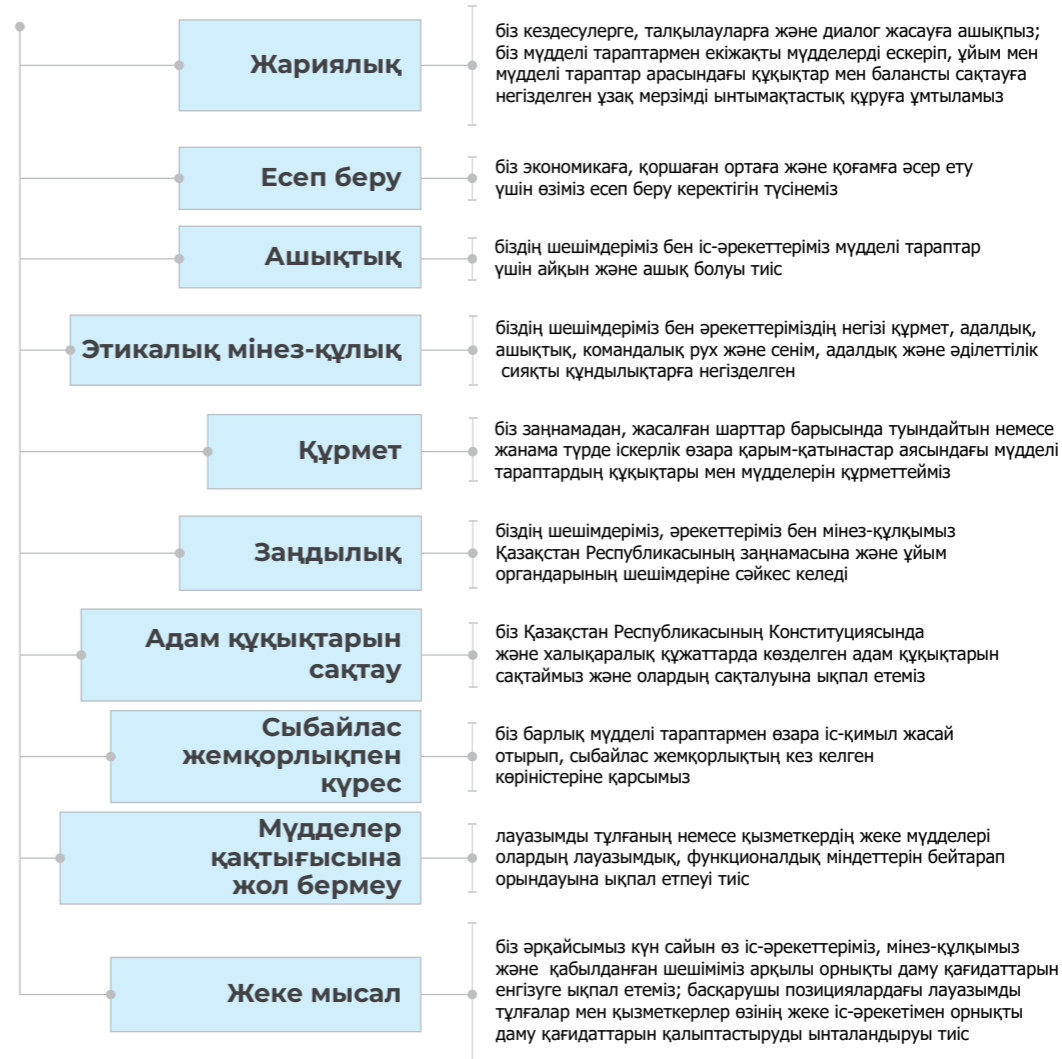 Жариялық
біз кездесулерге, талқылауларға және диалог жасауға ашықпыз;
біз мүдделі тараптармен екіжақты мүдделерді ескеріп, ұйым мен
мүдделі тараптар арасындағы құқықтар мен балансты сақтауға
негізделген ұзақ мерзімді ынтымақтастық құруға ұмтыламыз
Есеп беру
біз экономикаға, қоршаған ортаға және қоғамға әсер ету
үшін өзіміз есеп беру керектігін түсінеміз
Ашықтық
біздің шешімдеріміз бен іс-әрекеттеріміз мүдделі тараптар
үшін айқын және ашық болуы тиіс
Этикалық мінез-құлық
біздің шешімдеріміз бен әрекеттеріміздің негізі құрмет, адалдық,
ашықтық, командалық рух және сенім, адалдық және әділеттілік
сияқты құндылықтарға негізделген
Құрмет
біз заңнамадан, жасалған шарттар барысында туындайтын немесе
жанама түрде іскерлік өзара қарым-қатынастар аясындағы мүдделі
тараптардың құқықтары мен мүдделерін құрметтейміз
Заңдылық
біздің шешімдеріміз, әрекеттеріміз бен мінез-құлқымыз
Қазақстан Республикасының заңнамасына және ұйым
органдарының шешімдеріне сәйкес келеді
Адам құқықтарын
сақтау
біз Қазақстан Республикасының Конституциясында
және халықаралық құжаттарда көзделген адам құқықтарын
сақтаймыз және олардың сақталуына ықпал етеміз
Сыбайлас
жемқорлықпен
күрес
біз барлық мүдделі тараптармен өзара іс-қимыл жасай
отырып, сыбайлас жемқорлықтың кез келген
көріністеріне қарсымыз
Мүдделер
қақтығысына
жол бермеу
лауазымды тұлғаның немесе қызметкердің жеке мүдделері
олардың лауазымдық, функционалдық міндеттерін бейтарап
орындауына ықпал етпеуі тиіс
Жеке мысал
біз әрқайсымыз күн сайын өз іс-әрекеттеріміз, мінез-құлқымыз
және қабылданған шешіміміз арқылы орнықты даму қағидаттарын
енгізуге ықпал етеміз; басқарушы позициялардағы лауазымды
тұлғалар мен қызметкерлер өзінің жеке іс-әрекетімен орнықты
даму қағидаттарын қалыптастыруды ынталандыруы тиіс